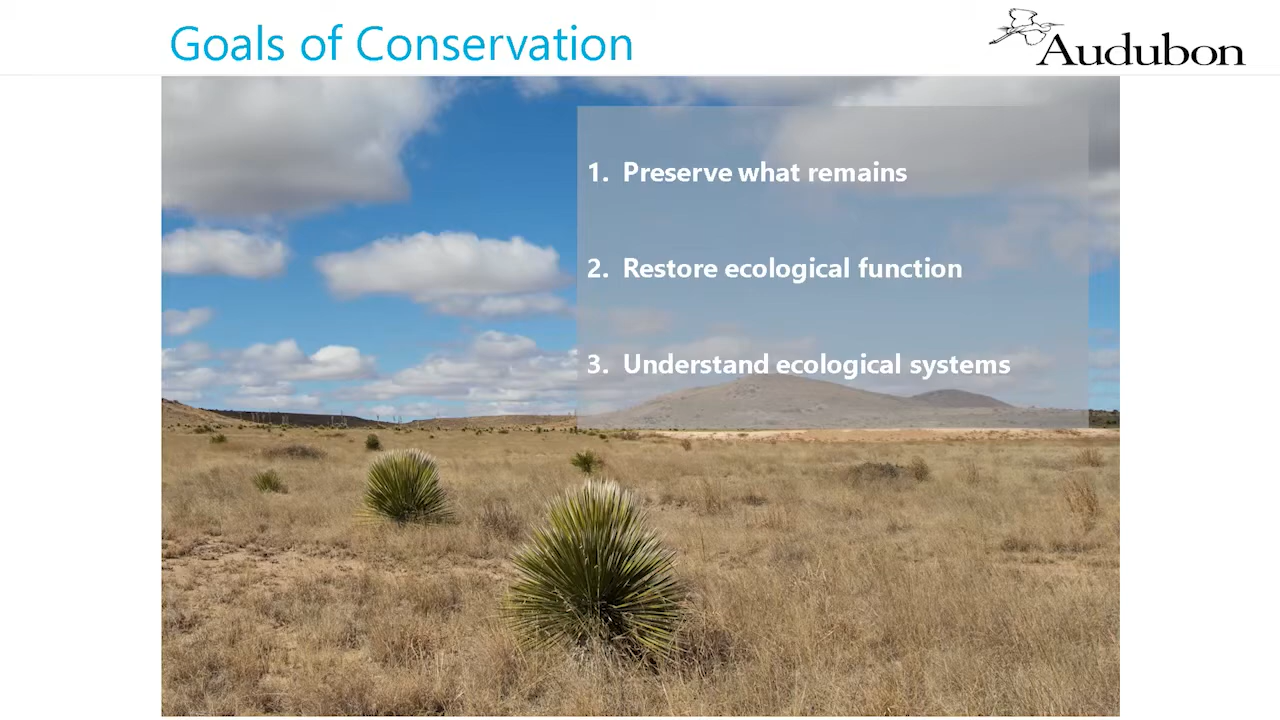 Goals of Conservation
Audubon
1. Preserve what remains
2. Restore ecological function
3. Understand ecological systems